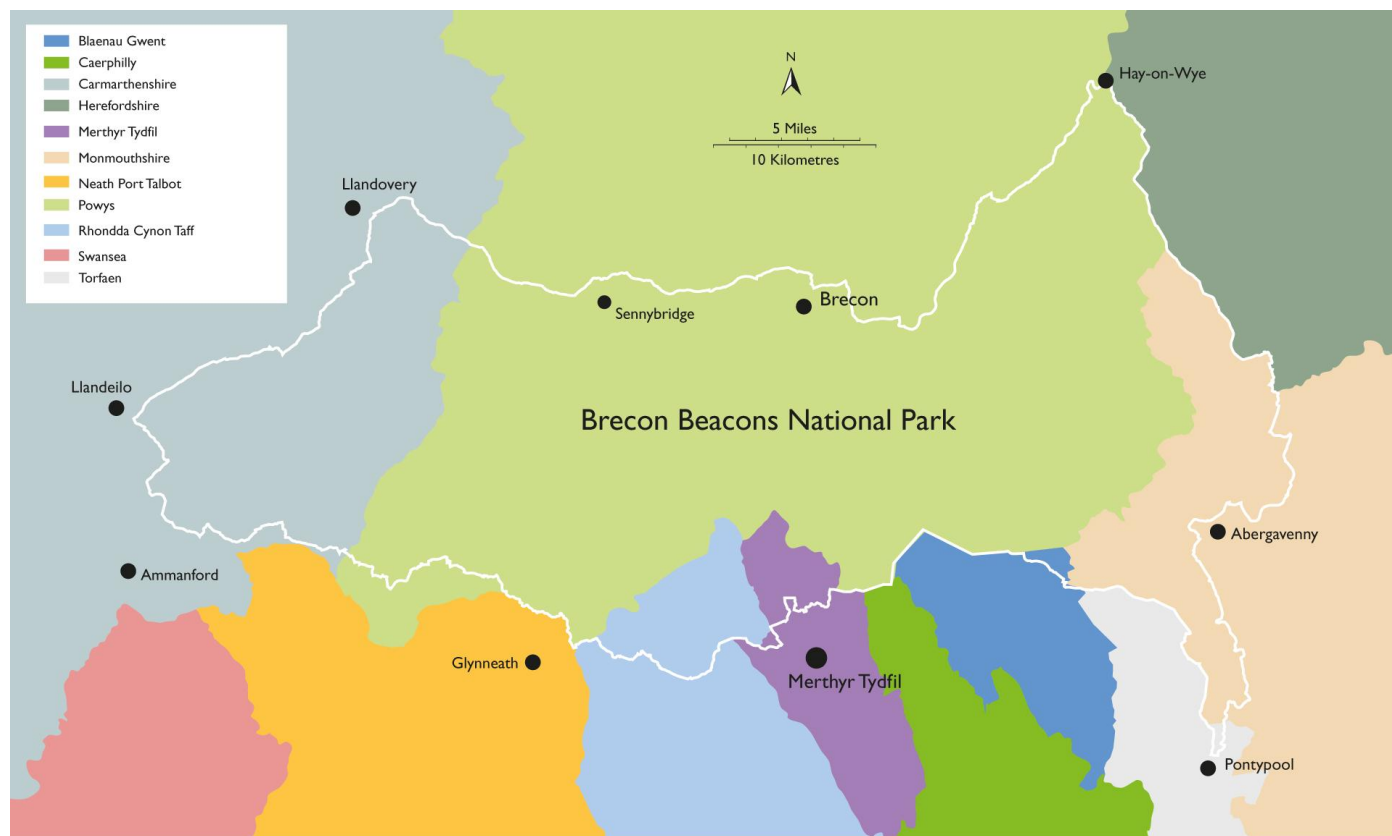 Blaenau Gwent
Caerphilly
Carmarthenshire
Herefordshire
Merthyr Tydfil
Monmouthshire
Neath Port Talbot
Powys
Rhondda Cynon Taff
Swansea
Torfaen
N
5 Miles
10 Kilometres
Hay-on-Wye
Llandovery
Sennybridge
Brecon
Llandeilo
Brecon Beacons National Park
Abergavenny
Ammanford
Glynneath
Merthyr Tydfil
Pontypool